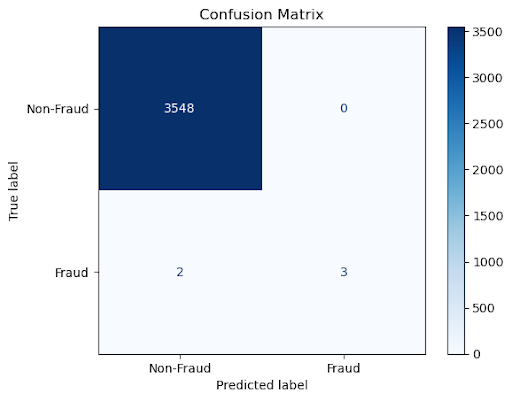 Confusion Matrix
True label
Non-Fraud
3548
0
Fraud
2
3
Non-Fraud
Fraud
Predicted label
3500
3000
2500
2000
1500
1000
500
0